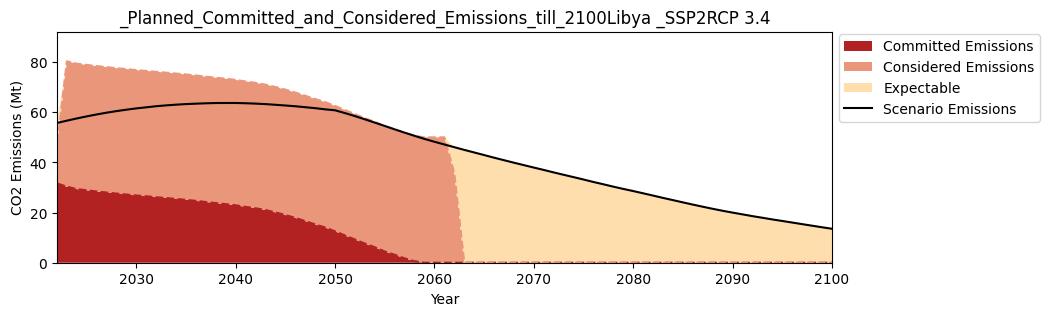 _Planned_Committed_and_Considered_Emissions_till_2100Libya _SSP2RCP 3.4
Committed Emissions
Considered Emissions
Expectable
Scenario Emissions
CO2 Emissions (Mt)
80
60
40
20
0
2030 2040 2050 2060 2070 2080 2090 2100
Year